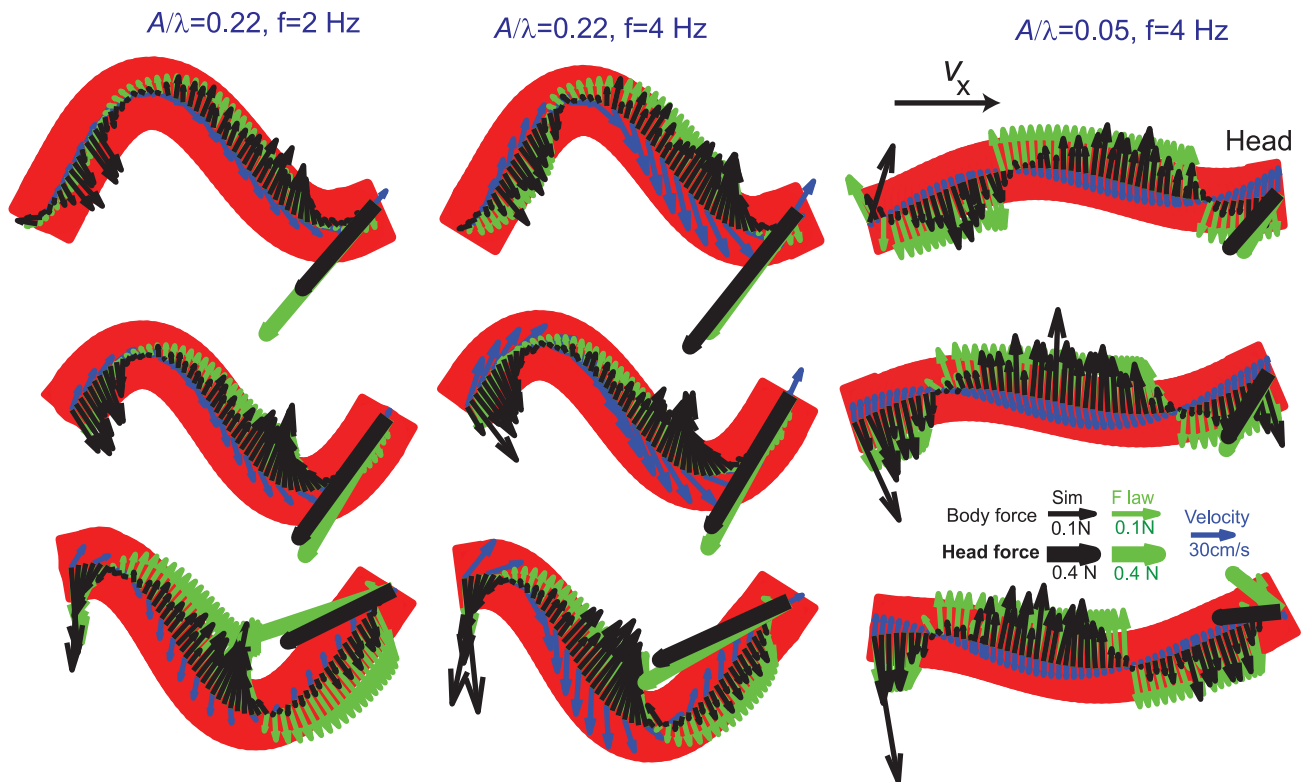 A/λ=0.22, f=2 Hz
A/λ=0.22, f=4 Hz
A/λ=0.05, f=4 Hz
Vx
Head
Sim F law
Body force Velocity
0.1N 0.1N
Head force 30cm/s
0.4 N 0.4 N